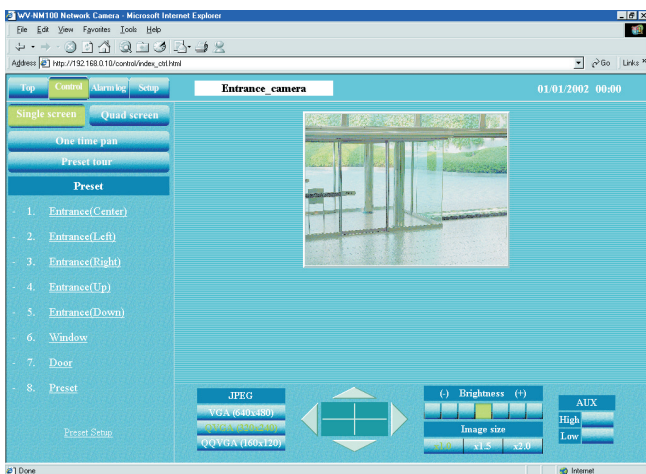 WV-NM100 Network Camera - Microsoft Internet Explorer
File Edit View Favorites Tools Help
Address http://192.168.0.10/control/index_ctrl.html Go Links »
Top Control Alarm log Setup Entrance_camera 01/01/2002 00:00
Single screen Quad screen
One time pan
Preset tour
Preset
- 1. Entrance(Center)
- 2. Entrance(Left)
- 3. Entrance(Right)
- 4. Entrance(Up)
- 5. Entrance(Down)
- 6. Window
- 7. Door
- 8. Preset
Preset Setup
JPEG
VGA (640x480)
QVGA (320x240)
QQVGA (160x120)
(-) Brightness (+)
Image size
x1.0 x1.5 x2.0
AUX
High
Low
Done Internet